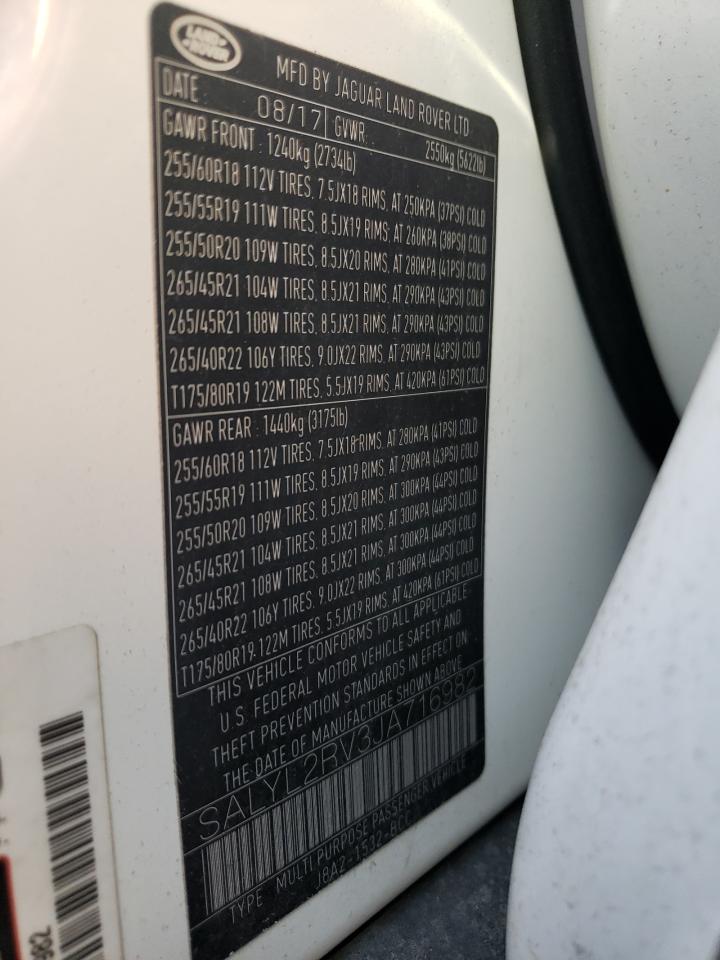 LAND ROVER
MFD BY JAGUAR LAND ROVER LTD
DATE: 08/17 GVWR: 2550kg (5622lb)
GAWR FRONT: 1240kg (2734lb)
255/60R18 112V TIRES, 7.5JX18 RIMS, AT 250KPA (37PSI) COLD
255/55R19 111W TIRES, 8.5JX19 RIMS, AT 260KPA (38PSI) COLD
255/50R20 109W TIRES, 8.5JX20 RIMS, AT 280KPA (41PSI) COLD
265/45R21 104W TIRES, 8.5JX21 RIMS, AT 290KPA (43PSI) COLD
265/45R21 108W TIRES, 8.5JX21 RIMS, AT 290KPA (43PSI) COLD
265/40R22 106Y TIRES, 9.0JX22 RIMS, AT 290KPA (43PSI) COLD
T175/80R19 122M TIRES, 5.5JX19 RIMS, AT 420KPA (61PSI) COLD
GAWR REAR: 1440kg (3175lb)
255/60R18 112V TIRES, 7.5JX18 RIMS, AT 280KPA (41PSI) COLD
255/55R19 111W TIRES, 8.5JX19 RIMS, AT 290KPA (43PSI) COLD
255/50R20 109W TIRES, 8.5JX20 RIMS, AT 300KPA (44PSI) COLD
265/45R21 104W TIRES, 8.5JX21 RIMS, AT 300KPA (44PSI) COLD
265/45R21 108W TIRES, 8.5JX21 RIMS, AT 300KPA (44PSI) COLD
265/40R22 106Y TIRES, 9.0JX22 RIMS, AT 300KPA (44PSI) COLD
T175/80R19 122M TIRES, 5.5JX19 RIMS, AT 420KPA (61PSI) COLD
THIS VEHICLE CONFORMS TO ALL APPLICABLE
U.S. FEDERAL MOTOR VEHICLE SAFETY AND
THEFT PREVENTION STANDARDS IN EFFECT ON
THE DATE OF MANUFACTURE SHOWN ABOVE
SALYL2RV3JA716982
TYPE MULTI PURPOSE PASSENGER VEHICLE
J8A2-1532-BCC
982